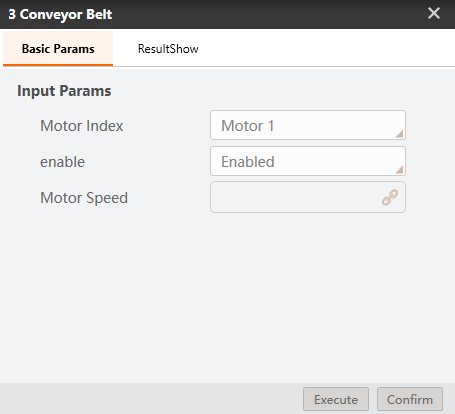 3 Conveyor Belt
Basic Params ResultShow
Input Params
Motor Index Motor 1
enable Enabled
Motor Speed
Execute Confirm